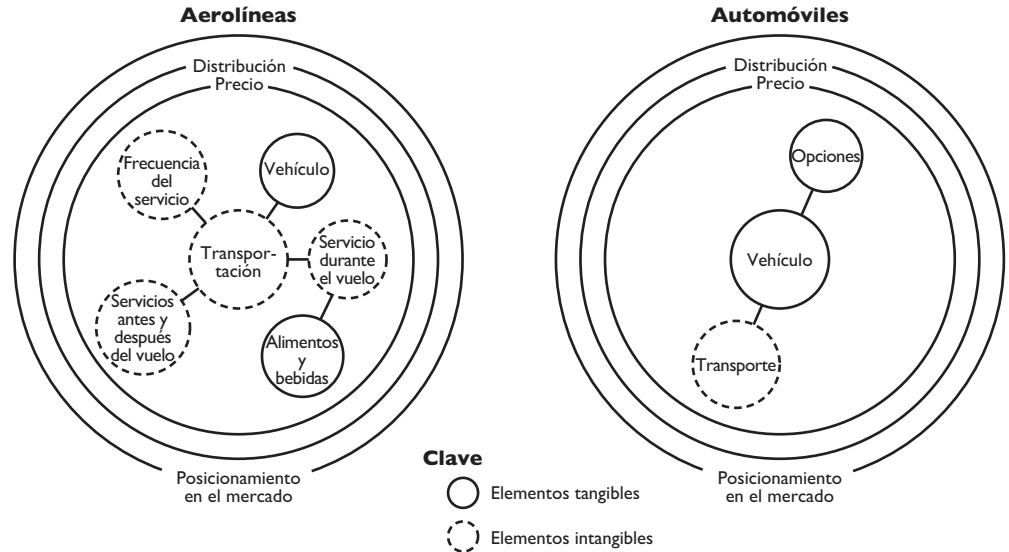 Aerolíneas
Distribución
Precio
Frecuencia
del
servicio
Vehículo
Transpor-
tación
Servicio
durante
el vuelo
Servicios
antes y
después
del vuelo
Alimentos
y
bebidas
Posicionamiento
en el mercado
Automóviles
Distribución
Precio
Opciones
Vehículo
Transporte
Posicionamiento
en el mercado
Clave
Elementos tangibles
Elementos intangibles